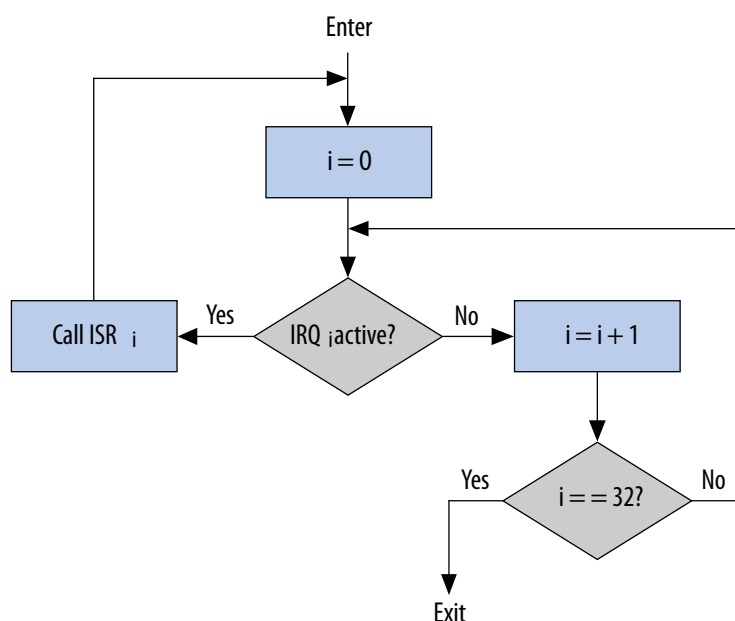 Enter
i = 0
Call ISR i
Yes
IRQ i active?
No
i = i + 1
Yes
i = = 32?
No
Exit